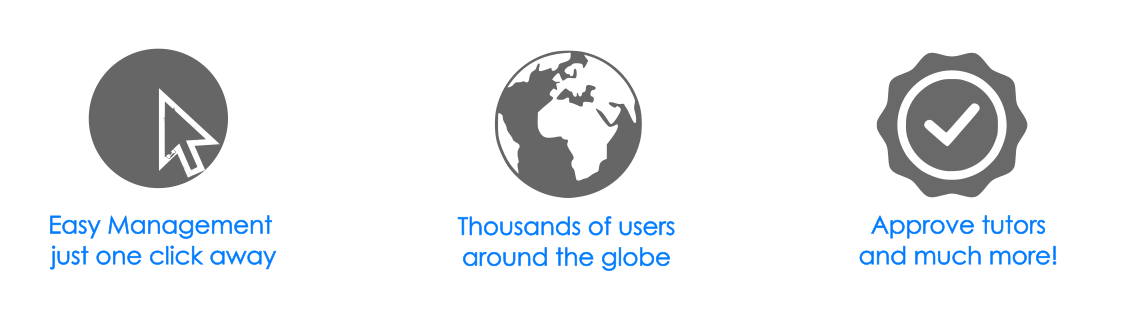 Easy Management
just one click away
Thousands of users
around the globe
Approve tutors
and much more!